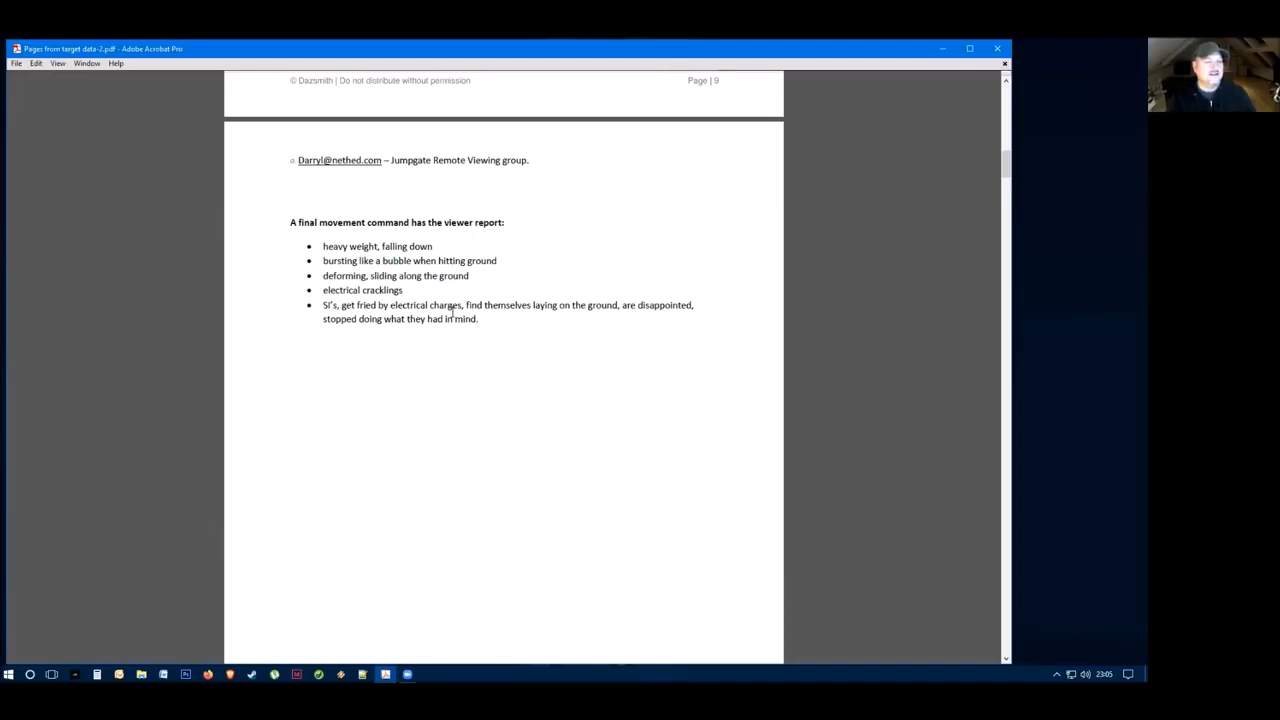 Pages from target data-2.pdf - Adobe Acrobat Pro
File Edit View Window Help
© Dazsmith | Do not distribute without permission Page | 9
o Darryl@nethed.com – Jumpgate Remote Viewing group.
A final movement command has the viewer report:
• heavy weight, falling down
• bursting like a bubble when hitting ground
• deforming, sliding along the ground
• electrical cracklings
• SI's, get fried by electrical charges, find themselves laying on the ground, are disappointed,
stopped doing what they had in mind.
23:05